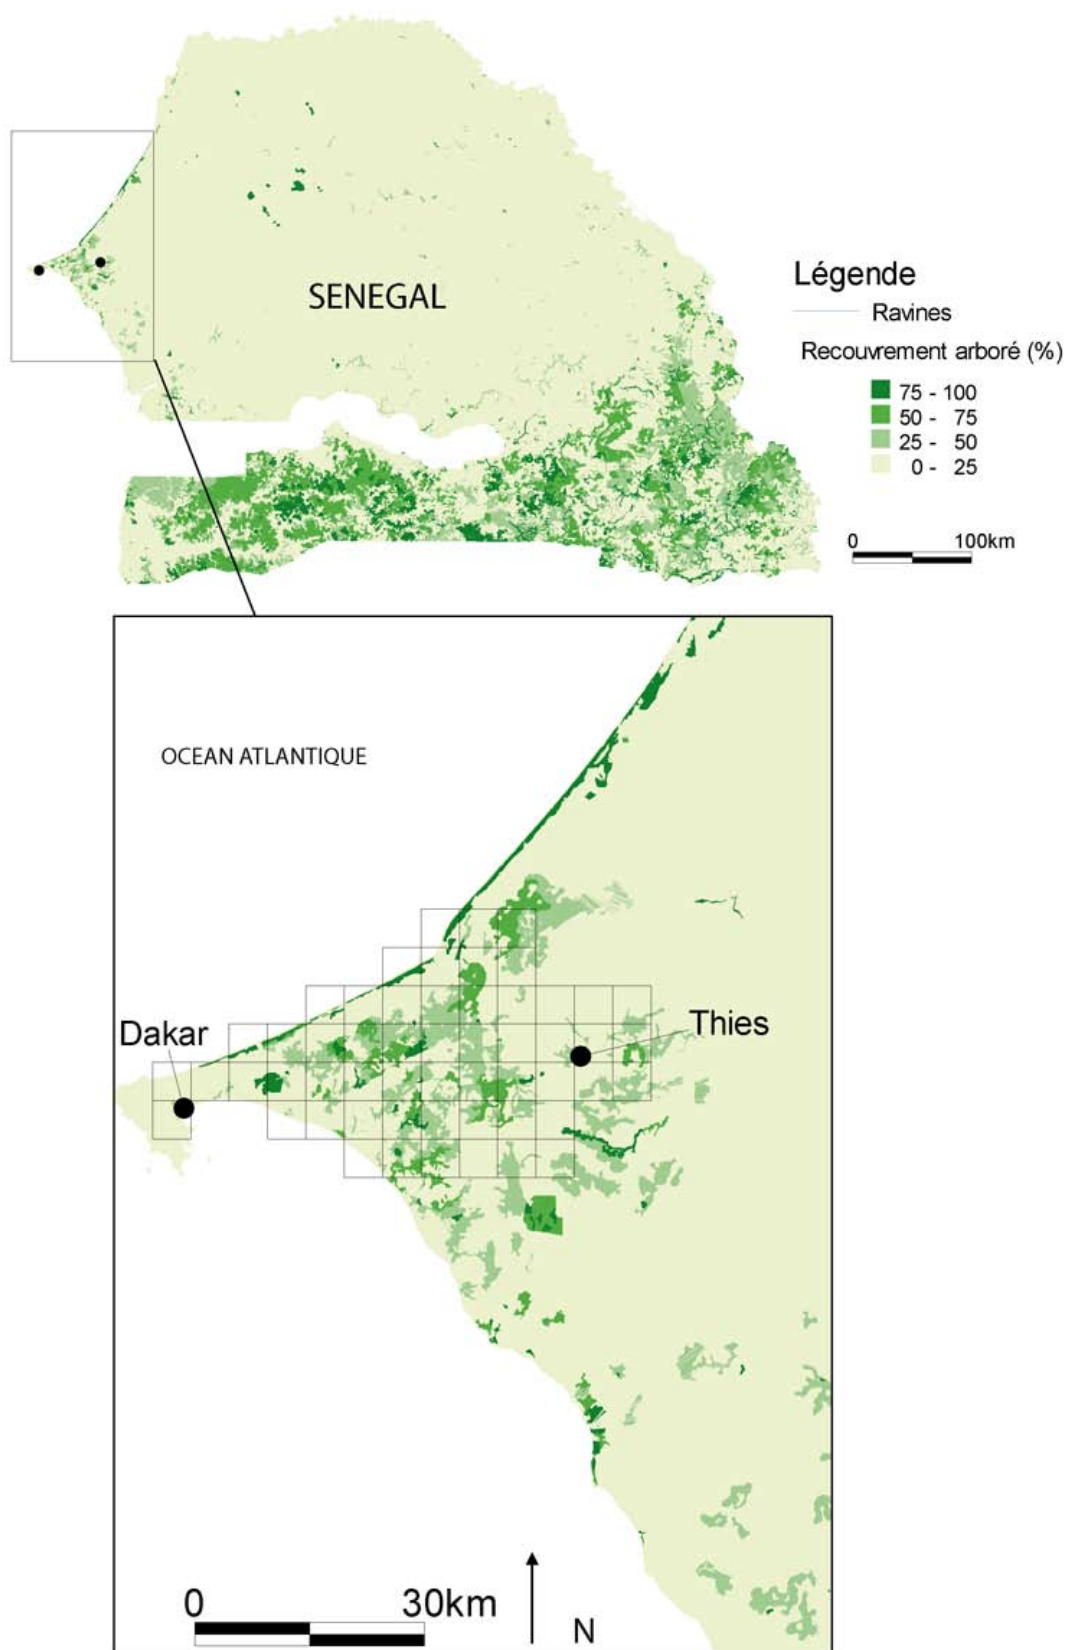 SENEGAL
Légende
Ravines
Recouvrement arboré (%)
75 - 100
50 - 75
25 - 50
0 - 25
0 100km
OCEAN ATLANTIQUE
Dakar
Thies
0 30km
N